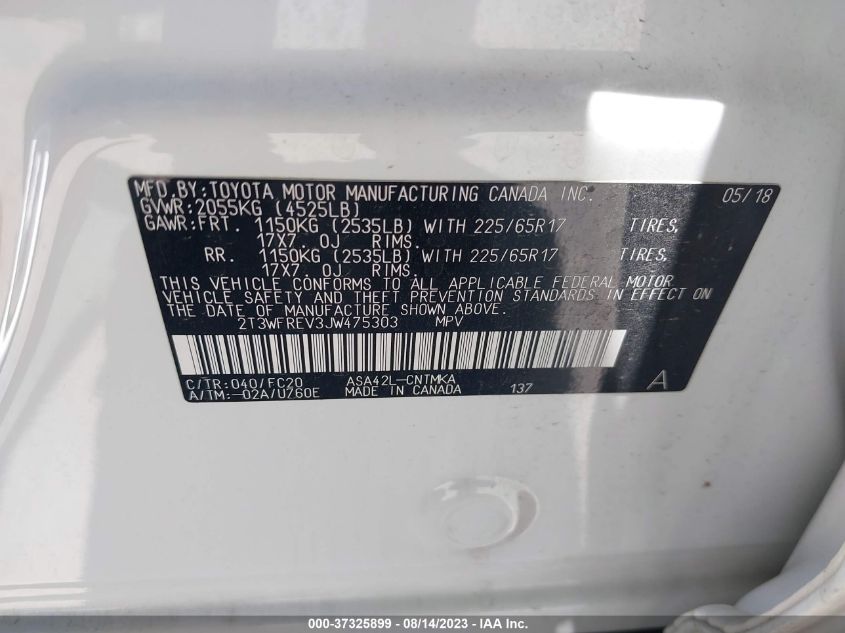 MFD.BY:TOYOTA MOTOR MANUFACTURING CANADA INC. 05/18
GVWR:2055KG (4525LB)
GAWR:FRT. 1150KG (2535LB) WITH 225/65R17 TIRES,
17X7.0J RIMS.
RR. 1150KG (2535LB) WITH 225/65R17 TIRES,
17X7.0J RIMS.
THIS VEHICLE CONFORMS TO ALL APPLICABLE FEDERAL MOTOR
VEHICLE SAFETY AND THEFT PREVENTION STANDARDS IN EFFECT ON
THE DATE OF MANUFACTURE SHOWN ABOVE.
2T3WFREV3JW475303 MPV
C/TR:040/FC20 ASA42L-CNTMKA
A/TM:-02A/U760E MADE IN CANADA 137 A
000-37325899 - 08/14/2023 - IAA Inc.